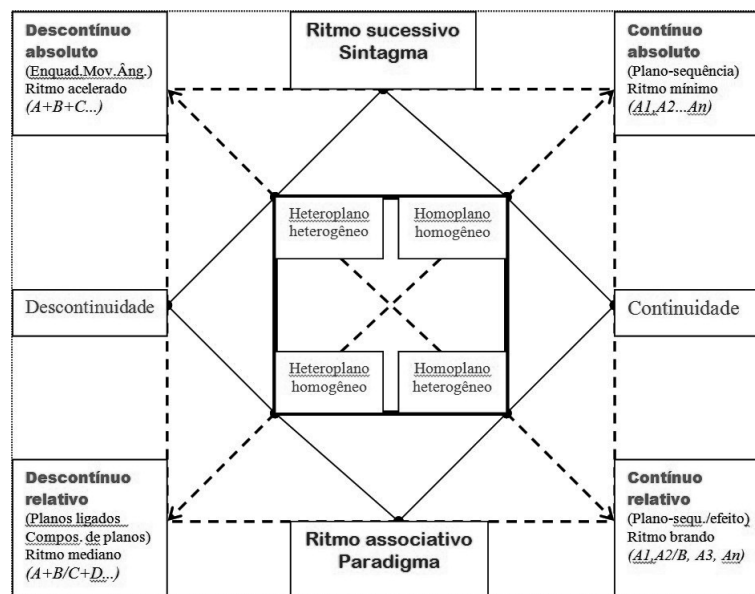 Descontínuo
absoluto
(Enquad.Mov.Âng.)
Ritmo acelerado
(A+B+C...)
Ritmo sucessivo
Sintagma
Contínuo
absoluto
(Plano-sequência)
Ritmo mínimo
(A1,A2...An)
Heteroplano
heterogêneo
Homoplano
homogêneo
Descontinuidade
Continuidade
Heteroplano
homogêneo
Homoplano
heterogêneo
Descontínuo
relativo
(Planos ligados
Compos. de planos)
Ritmo mediano
(A+B/C+D...)
Ritmo associativo
Paradigma
Contínuo
relativo
(Plano-sequ./efeito)
Ritmo brando
(A1,A2/B, A3, An)